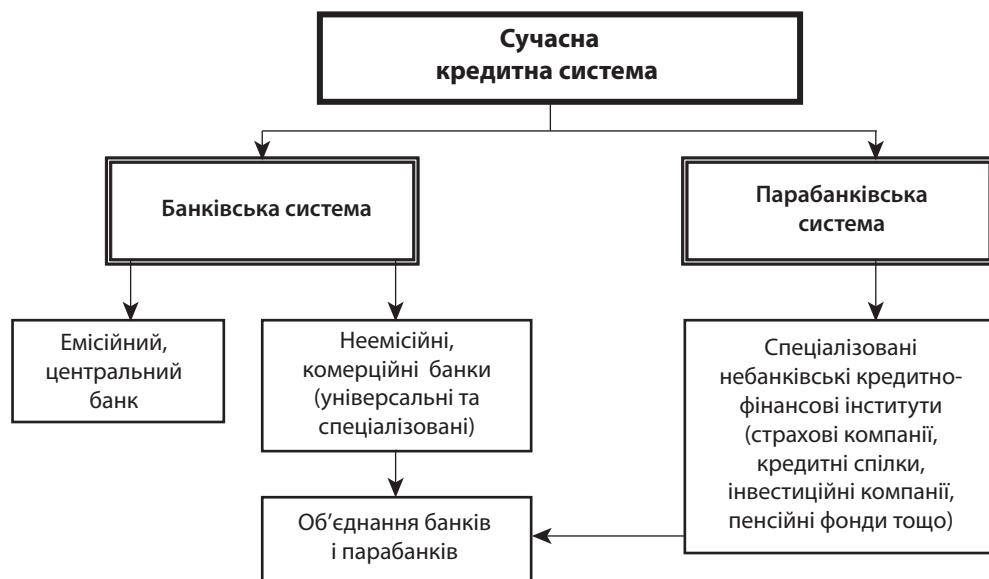 Сучасна
кредитна система
Банківська система
Парабанківська
система
Емісійний,
центральний
банк
Неемісійні,
комерційні банки
(універсальні та
спеціалізовані)
Спеціалізовані
небанківські кредитно-
фінансові інститути
(страхові компанії,
кредитні спілки,
інвестиційні компанії,
пенсійні фонди тощо)
Об’єднання банків
і парабанків